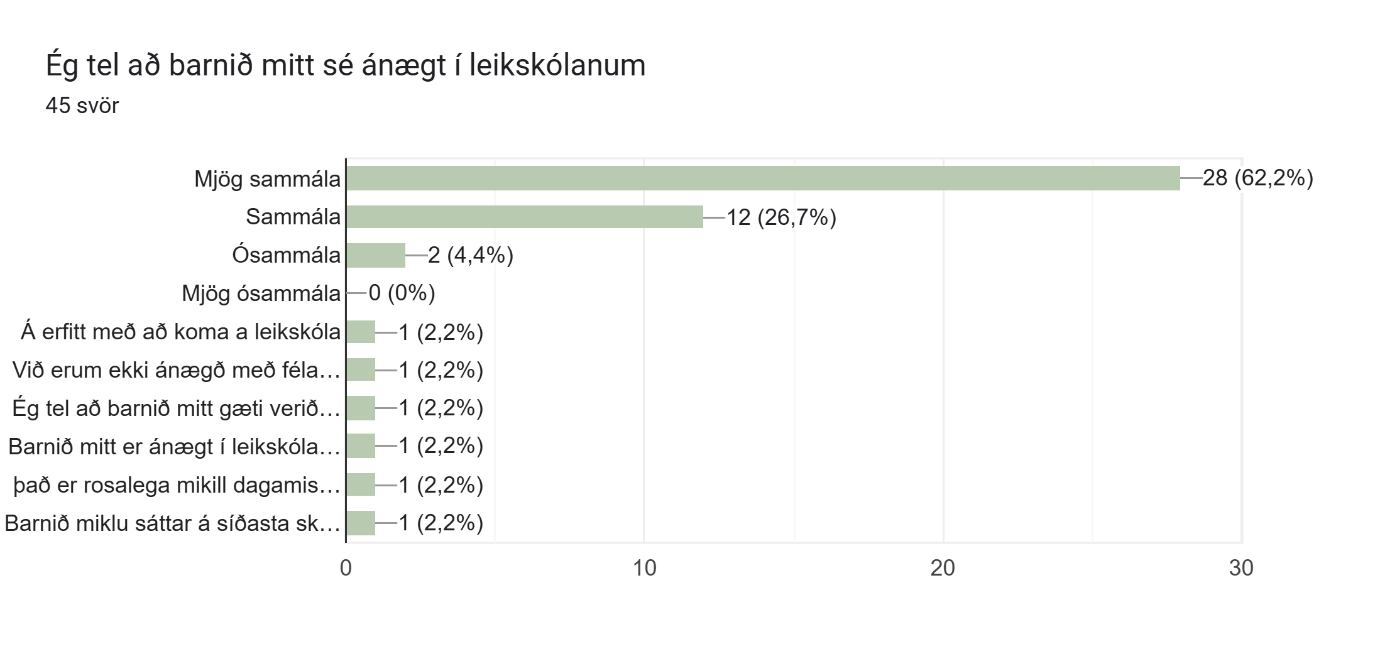 Ég tel að barnið mitt sé ánægt í leikskólanum
45 svör
Mjög sammála 28 (62,2%)
Sammála 12 (26,7%)
Ósammála 2 (4,4%)
Mjög ósammála 0 (0%)
Á erfitt með að koma a leikskóla 1 (2,2%)
Við erum ekki ánægð með féla… 1 (2,2%)
Ég tel að barnið mitt gæti verið… 1 (2,2%)
Barnið mitt er ánægt í leikskóla… 1 (2,2%)
það er rosalega mikill dagamis… 1 (2,2%)
Barnið miklu sáttar á síðasta sk… 1 (2,2%)
0 10 20 30